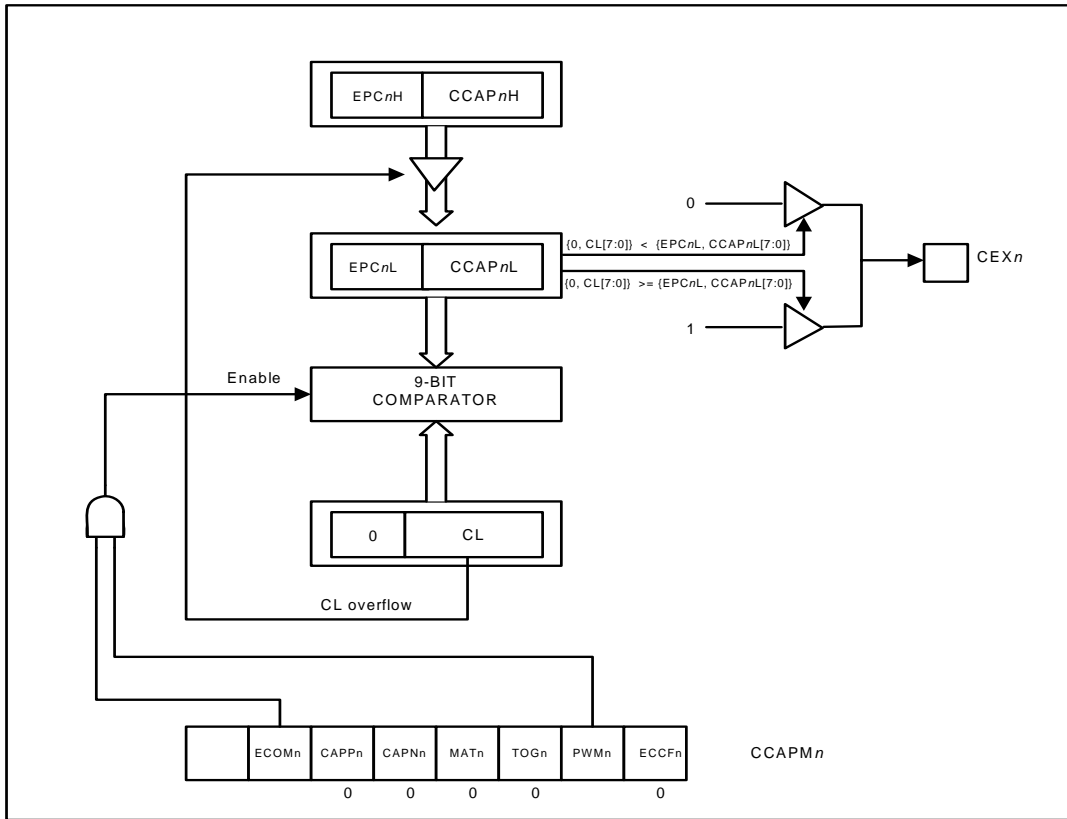 EPCnH CCAPnH
0
{0, CL[7:0]} < {EPCnL, CCAPnL[7:0]}
EPCnL CCAPnL
CEXn
{0, CL[7:0]} >= {EPCnL, CCAPnL[7:0]}
1
Enable
9-BIT
COMPARATOR
0 CL
CL overflow
ECOMn CAPPn CAPNn MATn TOGn PWMn ECCFn
CCAPMn
0 0 0 0 0